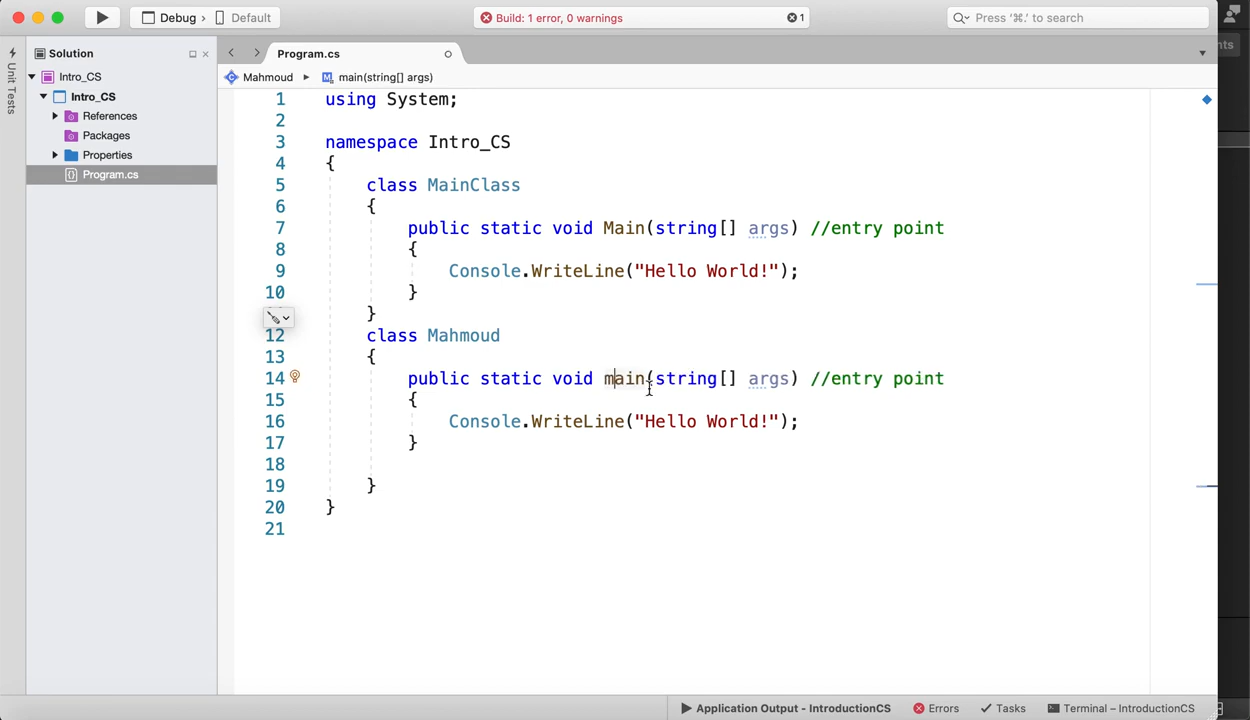 Debug › Default
Build: 1 error, 0 warnings
1
Press '⌘.' to search
Unit Tests
Solution
Intro_CS
Intro_CS
References
Packages
Properties
Program.cs
Program.cs
Mahmoud
main(string[] args)
1 using System;
2
3 namespace Intro_CS
4 {
5 class MainClass
6 {
7 public static void Main(string[] args) //entry point
8 {
9 Console.WriteLine("Hello World!");
10 }
}
12 class Mahmoud
13 {
14 public static void main(string[] args) //entry point
15 {
16 Console.WriteLine("Hello World!");
17 }
18
19 }
20 }
21
nts
Application Output - IntroductionCS
Errors
Tasks
Terminal – IntroductionCS